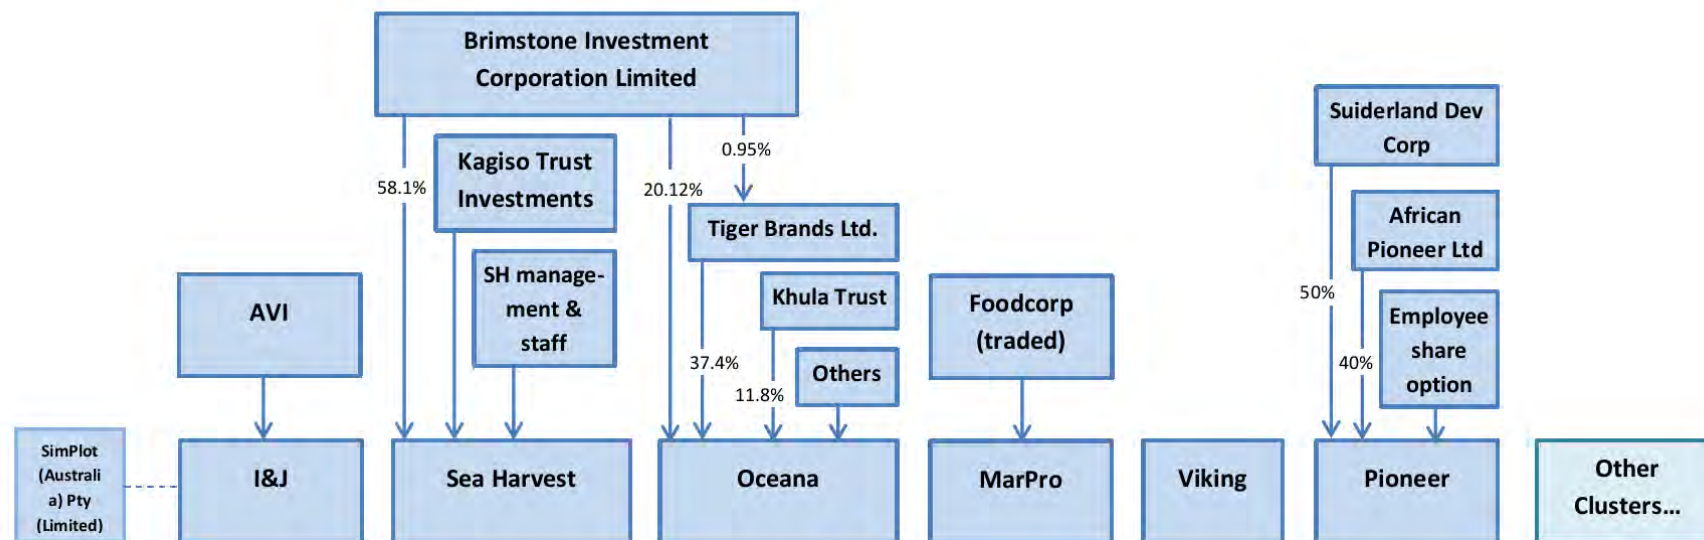 Brimstone Investment
Corporation Limited
Suiderland Dev
Corp
0.95%
Kagiso Trust
Investments
58.1%
20.12%
Tiger Brands Ltd.
African
Pioneer Ltd
SH manage-
ment &
staff
Khula Trust
AVI
Foodcorp
(traded)
50%
Employee
share
option
37.4%
Others
40%
11.8%
SimPlot
(Australi
a) Pty
(Limited)
I&J
Sea Harvest
Oceana
MarPro
Viking
Pioneer
Other
Clusters...